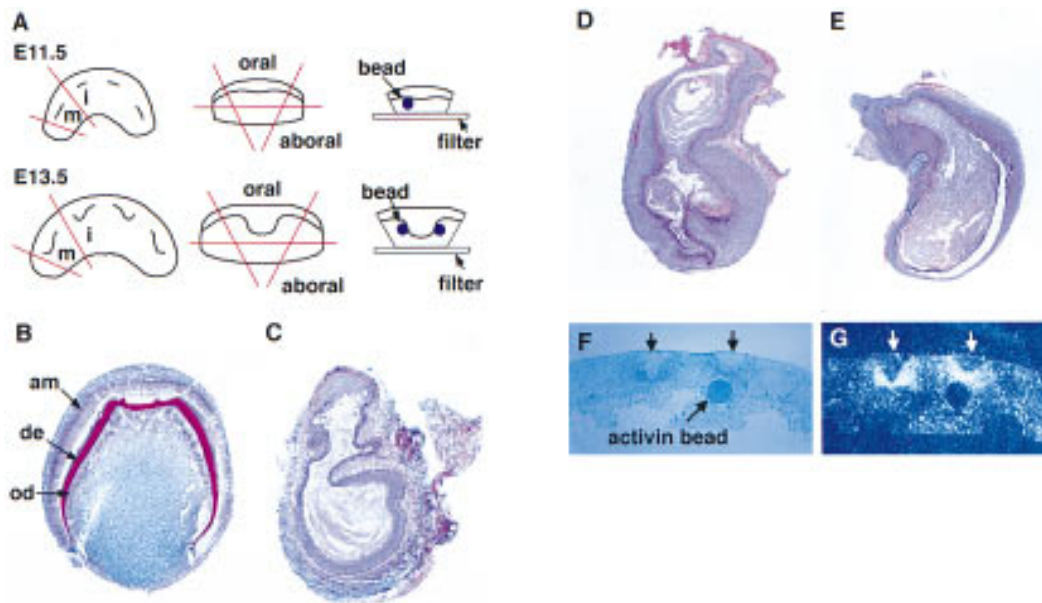 A
E11.5
i
m
oral
aboral
bead
filter
E13.5
i
m
oral
aboral
bead
filter
B
am
de
od
C
D
E
F
activin bead
G